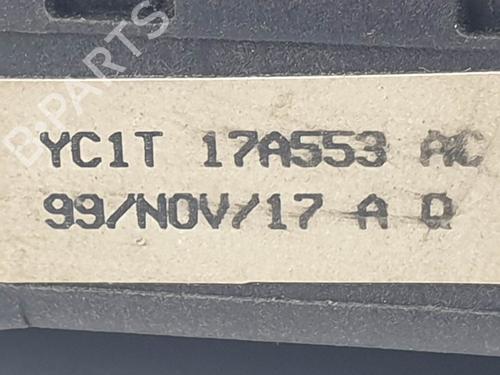 B-PARTS
YC1T 17A553 AC
99/NOV/17 A Q